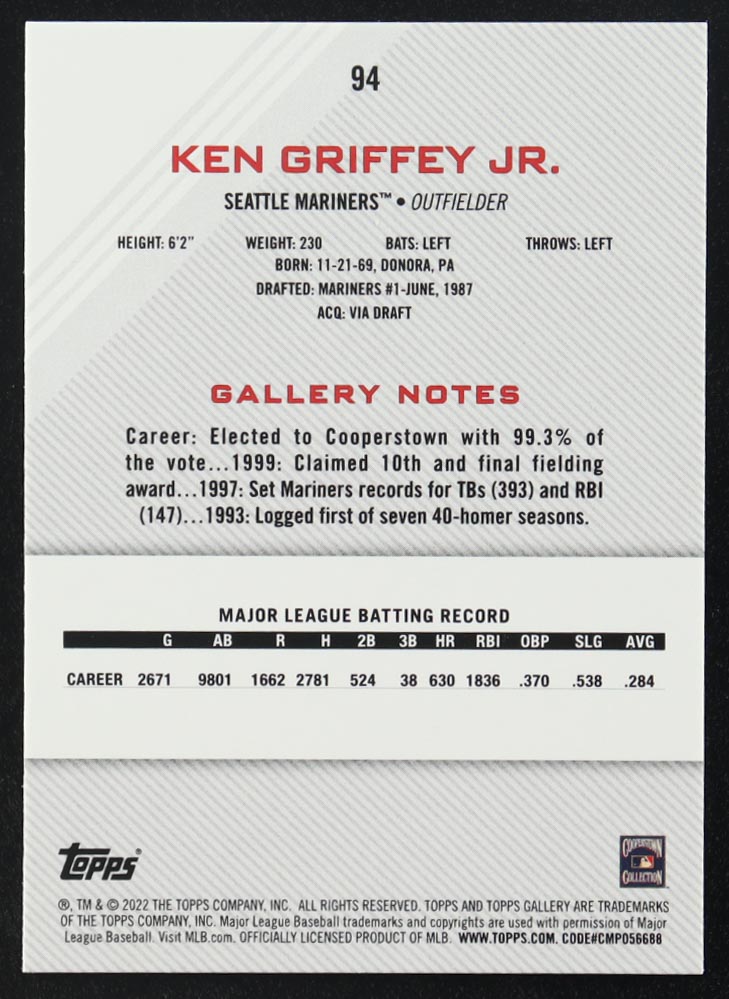 94
KEN GRIFFEY JR.
SEATTLE MARINERS™ • OUTFIELDER
HEIGHT: 6'2" WEIGHT: 230 BATS: LEFT THROWS: LEFT
BORN: 11-21-69, DONORA, PA
DRAFTED: MARINERS #1-JUNE, 1987
ACQ: VIA DRAFT
GALLERY NOTES
Career: Elected to Cooperstown with 99.3% of
the vote...1999: Claimed 10th and final fielding
award...1997: Set Mariners records for TBs (393) and RBI
(147)...1993: Logged first of seven 40-homer seasons.
MAJOR LEAGUE BATTING RECORD
G AB R H 2B 3B HR RBI OBP SLG AVG
CAREER 2671 9801 1662 2781 524 38 630 1836 .370 .538 .284
Topps®
COOPERSTOWN
COLLECTION
®, TM & © 2022 THE TOPPS COMPANY, INC. ALL RIGHTS RESERVED. TOPPS AND TOPPS GALLERY ARE TRADEMARKS
OF THE TOPPS COMPANY, INC. Major League Baseball trademarks and copyrights are used with permission of Major
League Baseball. Visit MLB.com. OFFICIALLY LICENSED PRODUCT OF MLB. WWW.TOPPS.COM. CODE#CMP056688